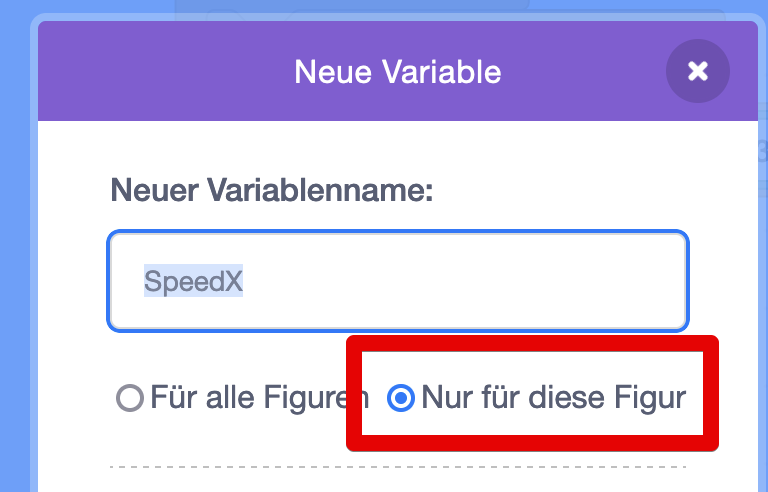 Neue Variable
Neuer Variablenname:
SpeedX
Für alle Figuren Nur für diese Figur